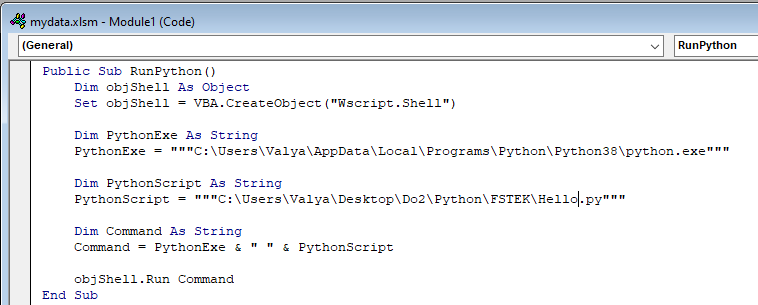 mydata.xlsm - Module1 (Code)
(General) RunPython
Public Sub RunPython()
    Dim objShell As Object
    Set objShell = VBA.CreateObject("Wscript.Shell")

    Dim PythonExe As String
    PythonExe = """C:\Users\Valya\AppData\Local\Programs\Python\Python38\python.exe"""

    Dim PythonScript As String
    PythonScript = """C:\Users\Valya\Desktop\Do2\Python\FSTEK\Hello.py"""

    Dim Command As String
    Command = PythonExe & " " & PythonScript

    objShell.Run Command
End Sub